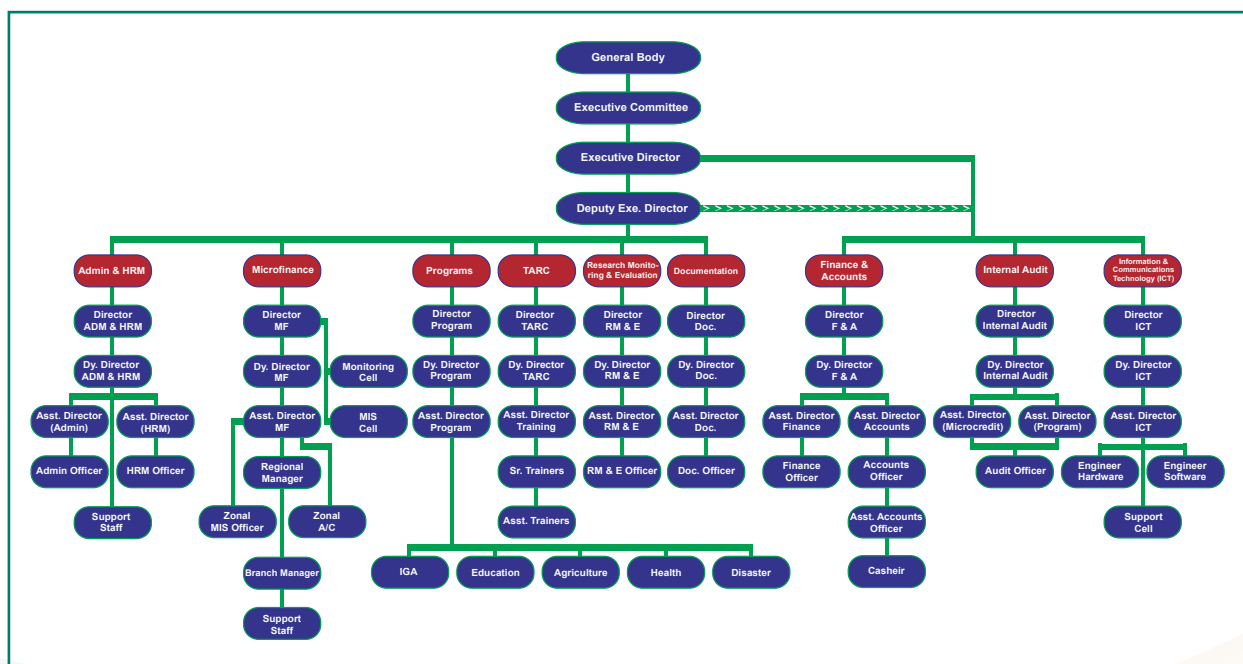 General Body
Executive Committee
Executive Director
Deputy Exe. Director
Admin & HRM
Microfinance
Programs
TARC
Research Monito-
ring & Evaluation
Documentation
Finance &
Accounts
Internal Audit
Information &
Communications
Technology (ICT)
Director
ADM & HRM
Director
MF
Director
Program
Director
TARC
Director
RM & E
Director
Doc.
Director
F & A
Director
Internal Audit
Director
ICT
Dy. Director
ADM & HRM
Dy. Director
MF
Monitoring
Cell
Dy. Director
Program
Dy. Director
TARC
Dy. Director
RM & E
Dy. Director
Doc.
Dy. Director
F & A
Dy. Director
Internal Audit
Dy. Director
ICT
Asst. Director
(Admin)
Asst. Director
(HRM)
Asst. Director
MF
MIS
Cell
Asst. Director
Program
Asst. Director
Training
Asst. Director
RM & E
Asst. Director
Doc.
Asst. Director
Finance
Asst. Director
Accounts
Asst. Director
(Microcredit)
Asst. Director
(Program)
Asst. Director
ICT
Admin Officer
HRM Officer
Regional
Manager
Sr. Trainers
RM & E Officer
Doc. Officer
Finance
Officer
Accounts
Officer
Audit Officer
Engineer
Hardware
Engineer
Software
Support
Staff
Zonal
MIS Officer
Zonal
A/C
Asst. Trainers
Asst. Accounts
Officer
Support
Cell
Branch Manager
IGA
Education
Agriculture
Health
Disaster
Casheir
Support
Staff